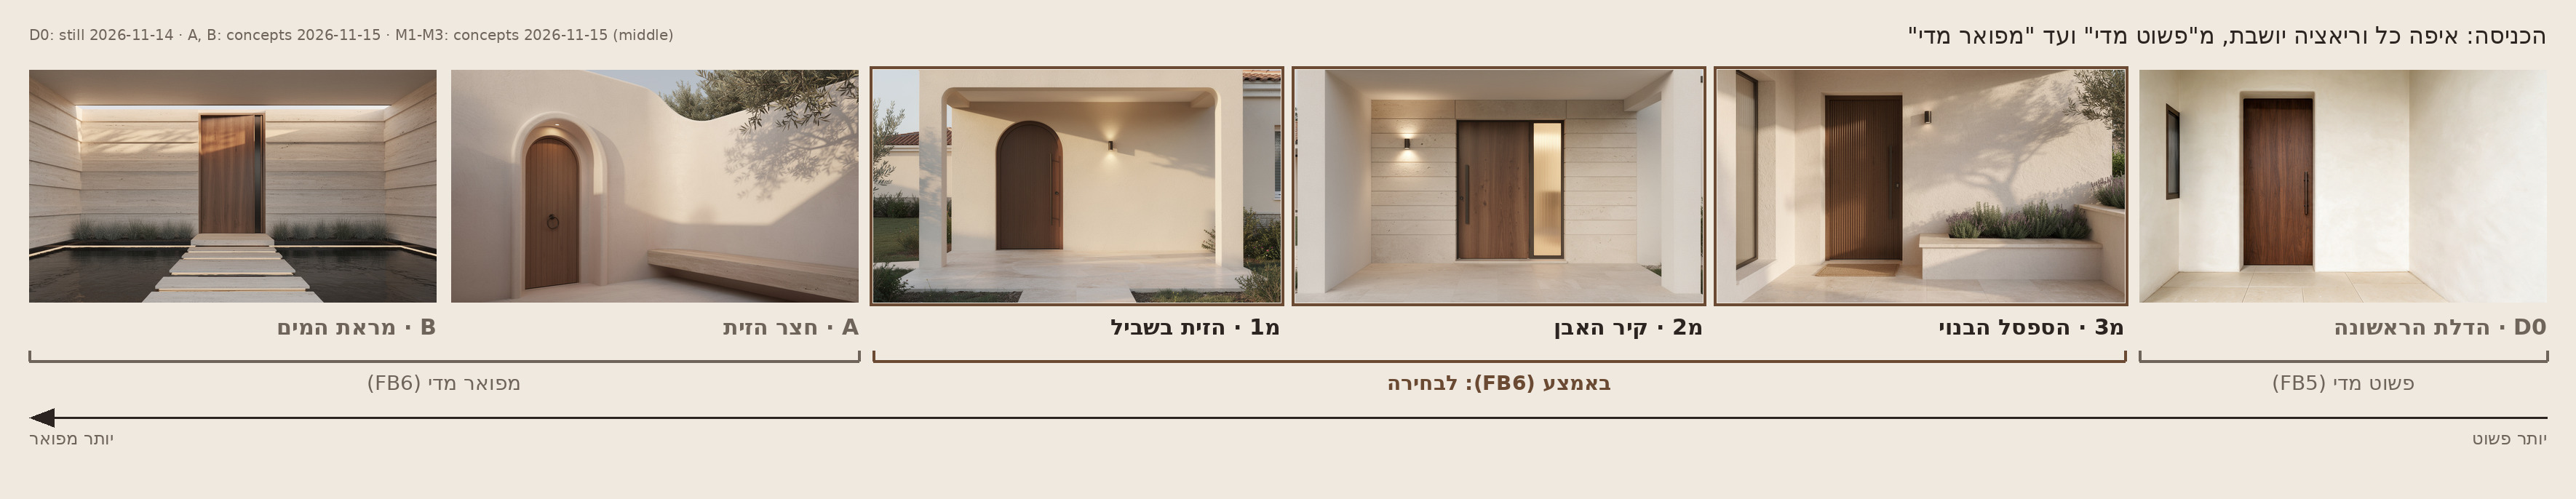 הכניסה: איפה כל וריאציה יושבת, מ"פשוט מדי" ועד "מפואר מדי"
D0: still 2026-11-14 · A, B: concepts 2026-11-15 · M1-M3: concepts 2026-11-15 (middle)
D0 · הדלת הראשונה
מ3 · הספסל הבנוי
מ2 · קיר האבן
מ1 · הזית בשביל
A · חצר הזית
B · מראת המים
פשוט מדי (FB5)
באמצע (FB6): לבחירה
מפואר מדי (FB6)
יותר פשוט
יותר מפואר